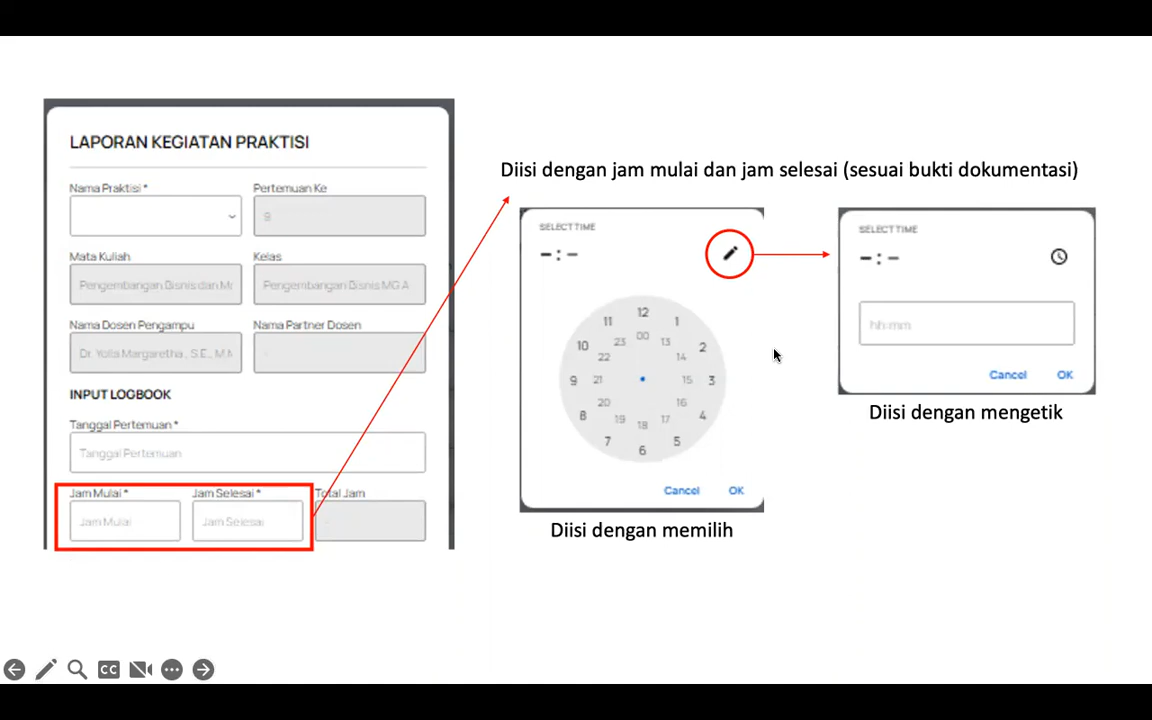 LAPORAN KEGIATAN PRAKTISI
Nama Praktisi *
Pertemuan Ke
9
Mata Kuliah
Kelas
Pengembangan Bisnis dan Mr
Pengembangan Bisnis MG A
Nama Dosen Pengampu
Nama Partner Dosen
Dr. Yolla Margaretha , S.E., M.M
-
INPUT LOGBOOK
Tanggal Pertemuan *
Tanggal Pertemuan
Jam Mulai *
Jam Selesai *
Total Jam
Jam Mulai
Jam Selesai
-
Diisi dengan jam mulai dan jam selesai (sesuai bukti dokumentasi)
SELECT TIME
– : –
12
11
1
00
23
13
10
2
22
14
9
21
15
3
20
16
8
4
19
17
18
7
5
6
Cancel
OK
Diisi dengan memilih
SELECT TIME
– : –
hh:mm
Cancel
OK
Diisi dengan mengetik
CC